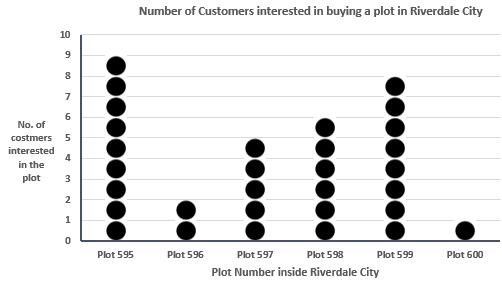 Number of Customers interested in buying a plot in Riverdale City
10
9
8
7
6
5
4
3
2
1
0
No. of
costmers
interested
in the
plot
Plot 595 Plot 596 Plot 597 Plot 598 Plot 599 Plot 600
Plot Number inside Riverdale City